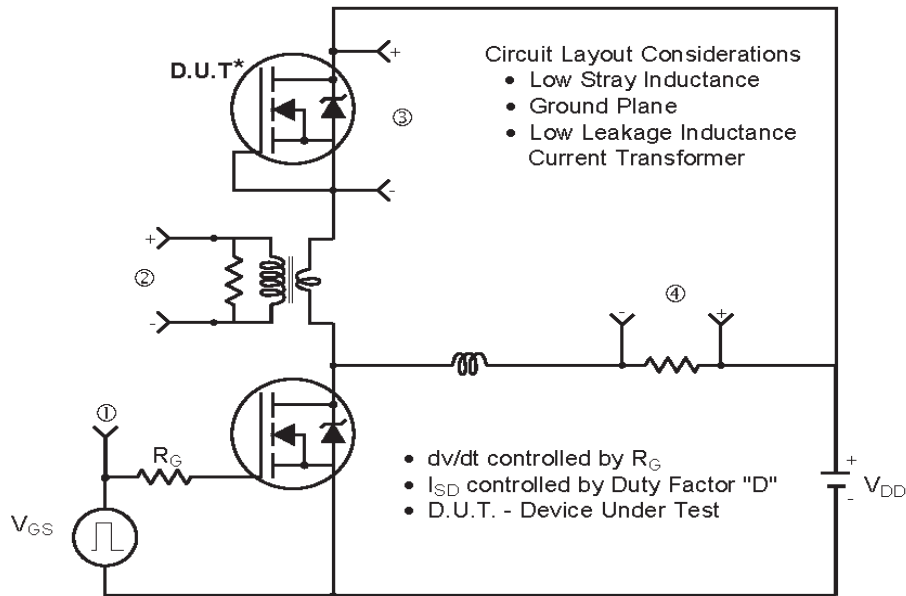 D.U.T*
+
-
③
Circuit Layout Considerations
• Low Stray Inductance
• Ground Plane
• Low Leakage Inductance
Current Transformer
+
②
-
④
-
+
①
R_G
V_GS
• dv/dt controlled by R_G
• I_SD controlled by Duty Factor "D"
• D.U.T. - Device Under Test
+
-
V_DD